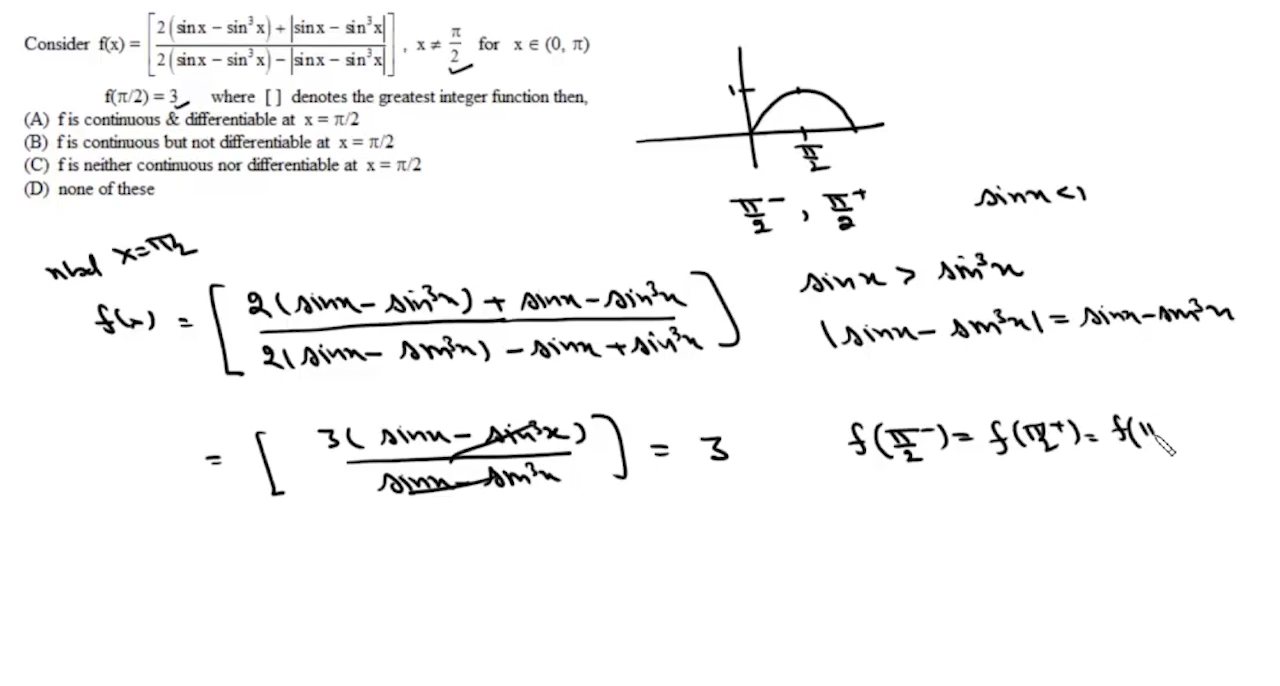 Consider f(x) = [ 2(sinx − sin³x) + |sinx − sin³x| / 2(sinx − sin³x) − |sinx − sin³x| ] , x ≠ π/2 for x ∈ (0, π)
f(π/2) = 3 where [ ] denotes the greatest integer function then,
(A) f is continuous & differentiable at x = π/2
(B) f is continuous but not differentiable at x = π/2
(C) f is neither continuous nor differentiable at x = π/2
(D) none of these
1
π/2
π/2⁻ , π/2⁺
sinx<1
nbd x=π/2
sinx > sin³x
f(x) = [ 2(sinx − sin³x) + sinx − sin³x / 2(sinx − sin³x) − sinx + sin³x ]
|sinx − sin³x| = sinx − sin³x
= [ 3(sinx − sin³x) / sinx − sin³x ] = 3
f(π/2⁻) = f(π/2⁺) = f(